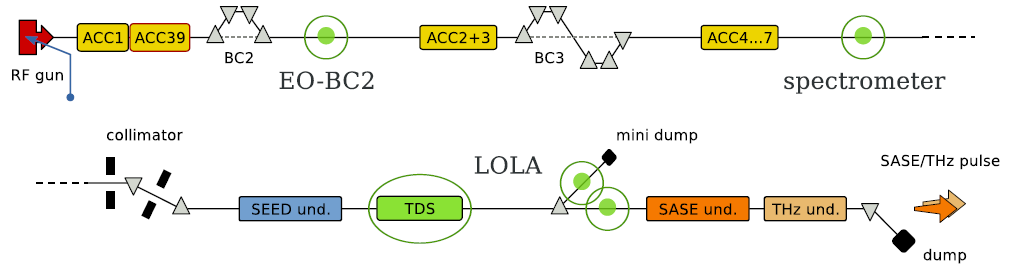 ACC1
ACC39
ACC2+3
ACC4...7
BC2
BC3
RF gun
EO-BC2
spectrometer
collimator
mini dump
LOLA
SASE/THz pulse
SEED und.
TDS
SASE und.
THz und.
dump